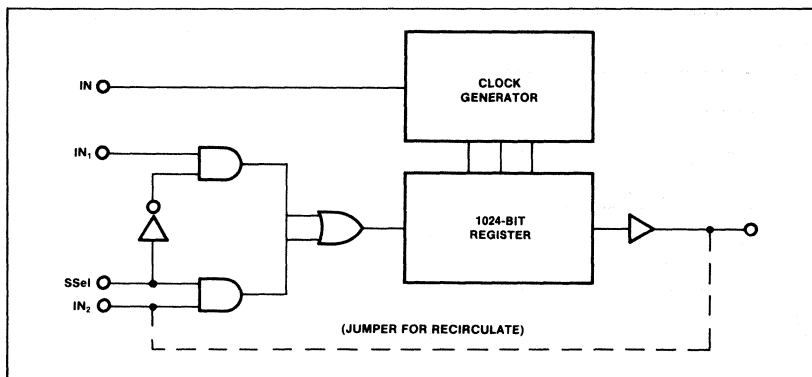 IN
CLOCK
GENERATOR
IN₁
1024-BIT
REGISTER
SSel
IN₂
(JUMPER FOR RECIRCULATE)